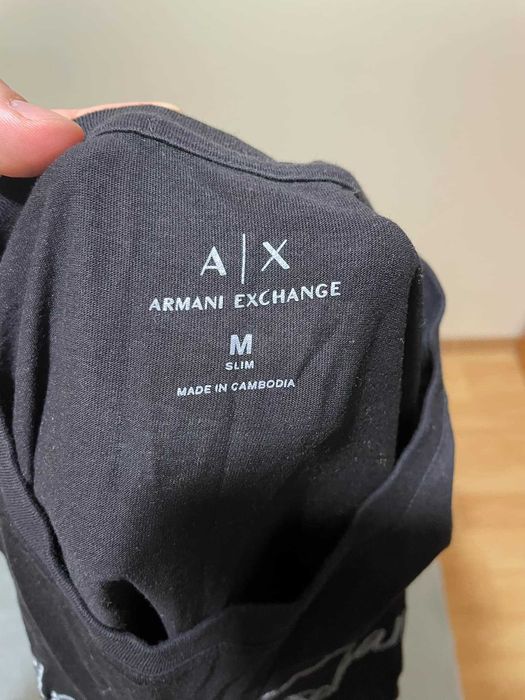 A|X
ARMANI EXCHANGE
M
SLIM
MADE IN CAMBODIA